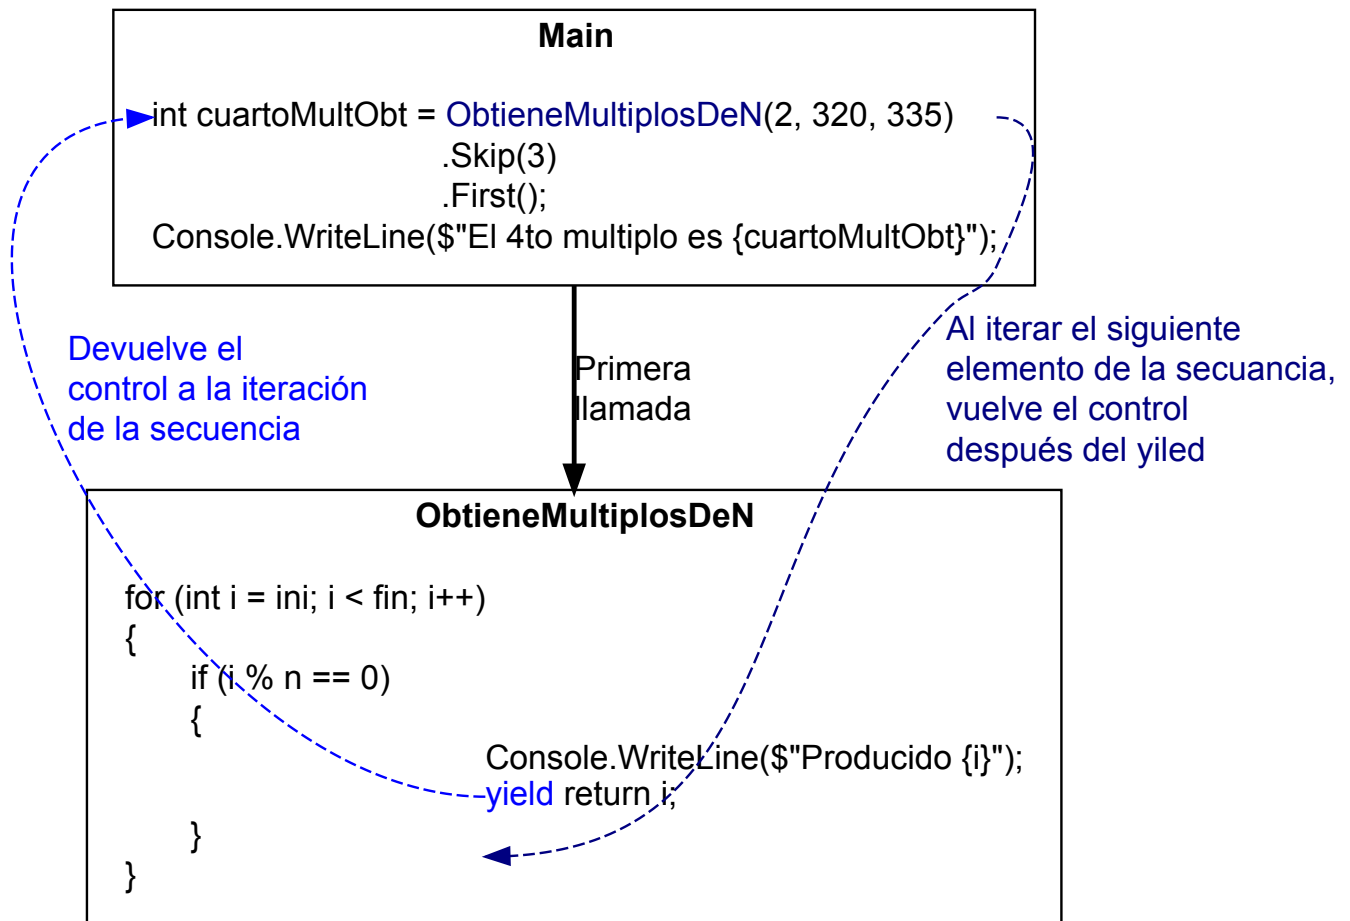 Main
int cuartoMultObt = ObtieneMultiplosDeN(2, 320, 335)
.Skip(3)
.First();
Console.WriteLine($"El 4to multiplo es {cuartoMultObt}");
Devuelve el
control a la iteración
de la secuencia
Primera
llamada
Al iterar el siguiente
elemento de la secuancia,
vuelve el control
después del yiled
ObtieneMultiplosDeN
for (int i = ini; i < fin; i++)
{
if (i % n == 0)
{
Console.WriteLine($"Producido {i}");
yield return i;
}
}